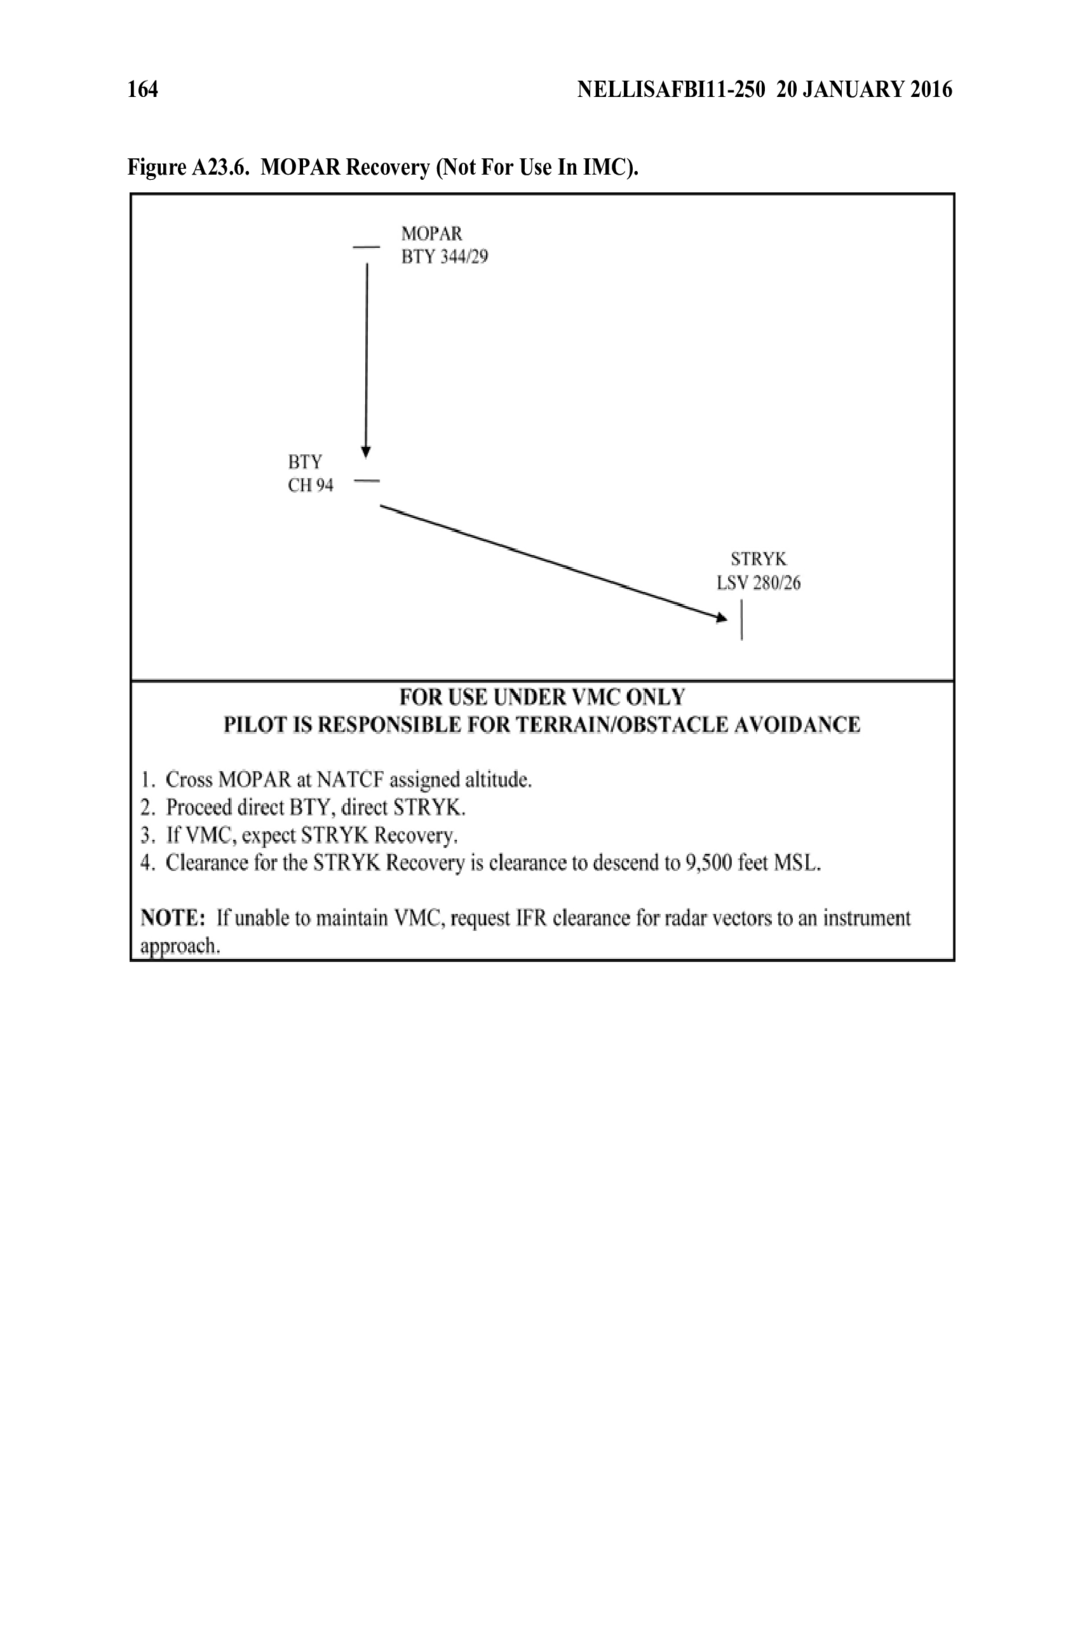 164 NELLISAFBI11-250 20 JANUARY 2016
Figure A23.6. MOPAR Recovery (Not For Use In IMC).
MOPAR
BTY 344/29
BTY
CH 94
STRYK
LSV 280/26
FOR USE UNDER VMC ONLY
PILOT IS RESPONSIBLE FOR TERRAIN/OBSTACLE AVOIDANCE
1. Cross MOPAR at NATCF assigned altitude.
2. Proceed direct BTY, direct STRYK.
3. If VMC, expect STRYK Recovery.
4. Clearance for the STRYK Recovery is clearance to descend to 9,500 feet MSL.
NOTE: If unable to maintain VMC, request IFR clearance for radar vectors to an instrument
approach.